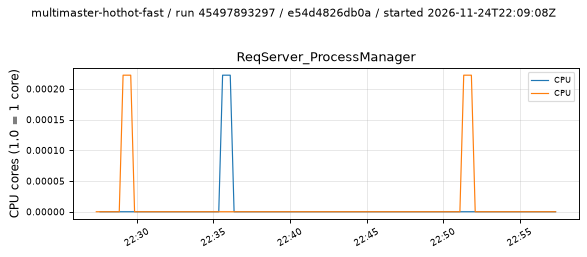 multimaster-hothot-fast / run 45497893297 / e54d4826db0a / started 2026-11-24T22:09:08Z
ReqServer_ProcessManager
CPU cores (1.0 = 1 core)
0.00020
0.00015
0.00010
0.00005
0.00000
CPU
CPU
22:30
22:35
22:40
22:45
22:50
22:55